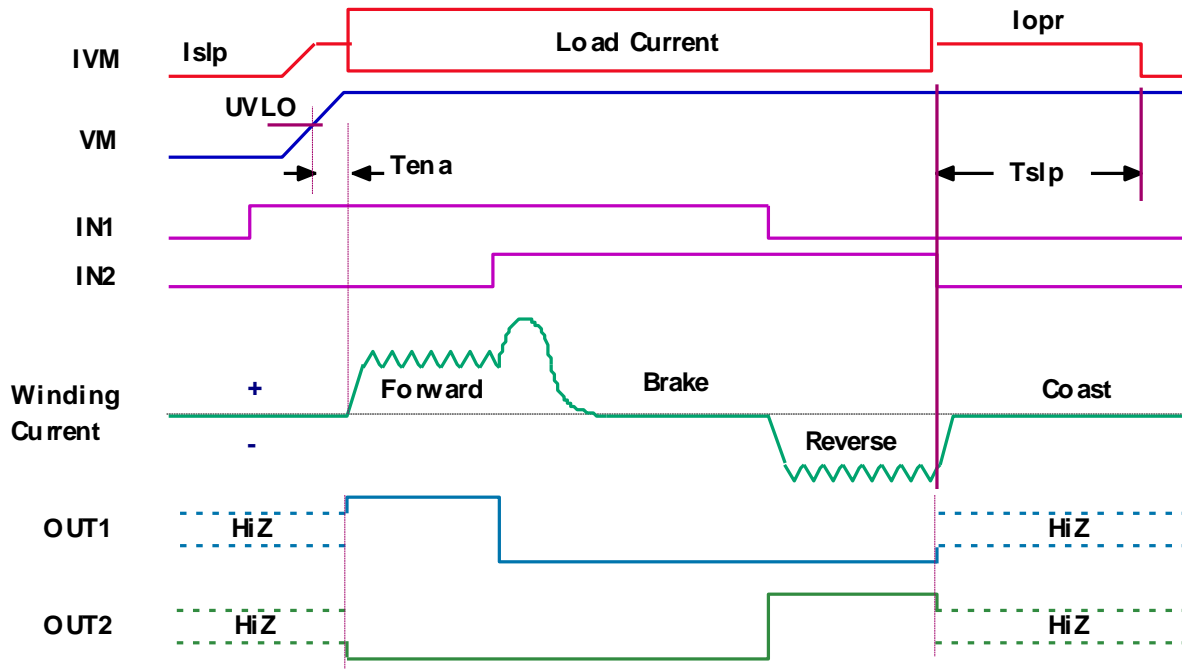 IVM
Islp
Load Current
Iopr
UVLO
VM
Tena
Tslp
IN1
IN2
Winding
Current
+
-
Forward
Brake
Reverse
Coast
OUT1
HiZ
HiZ
OUT2
HiZ
HiZ